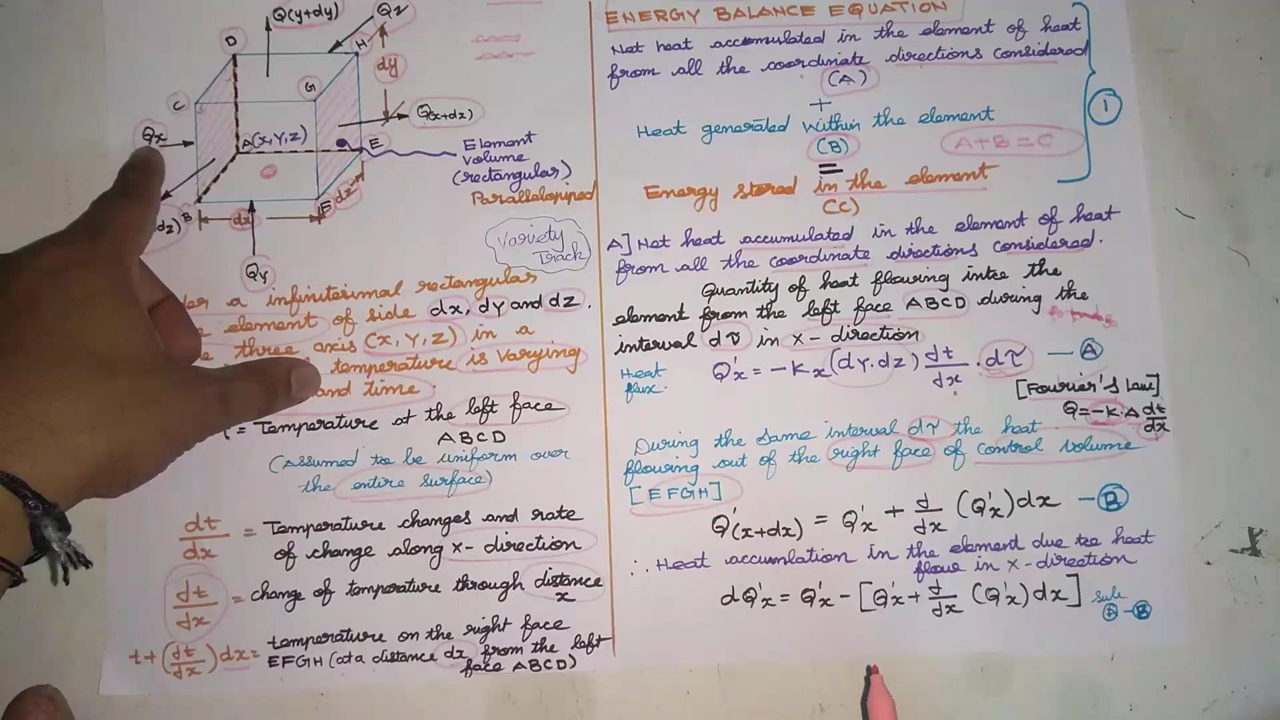 Q(y+dy)
Qz
D
H
dy
C
G
Q(x+dx)
Qx
A(x,y,z)
E
Element
volume
(rectangular)
Parallelopiped
dz
dz)
B
dx
F
Qy
Variety
Track
a infinitesimal rectangular
element of side dx, dy and dz.
three axis (x, y, z) in a
temperature is varying
and time.
= Temperature at the left face
ABCD
(assumed to be uniform over
the entire surface)
dt/dx = Temperature changes and rate
of change along x-direction
dt/dx = change of temperature through distance
x
t+(dt/dx)dx = temperature on the right face
EFGH (at a distance dx from the left
face ABCD)
ENERGY BALANCE EQUATION
Net heat accumulated in the element of heat
from all the coordinate directions considered
(A)
+
Heat generated within the element
(B)
A+B=C
=
Energy stored in the element
(C)
1
A] Net heat accumulated in the element of heat
from all the coordinate directions considered.
Quantity of heat flowing intee the
element from the left face ABCD during the
interval dτ in x-direction
Heat
flux.
Q'x = -kx (dy.dz) dt/dx . dτ — A
[Fourier's Law]
Q=-K.A dt/dx
During the same interval dτ the heat
flowing out of the right face of control volume
[EFGH]
Q'(x+dx) = Q'x + d/dx (Q'x)dx — B
∴ Heat accumlation in the element due tee heat
flow in x-direction
dQ'x = Q'x - [Q'x + d/dx (Q'x) dx] sub
A - B